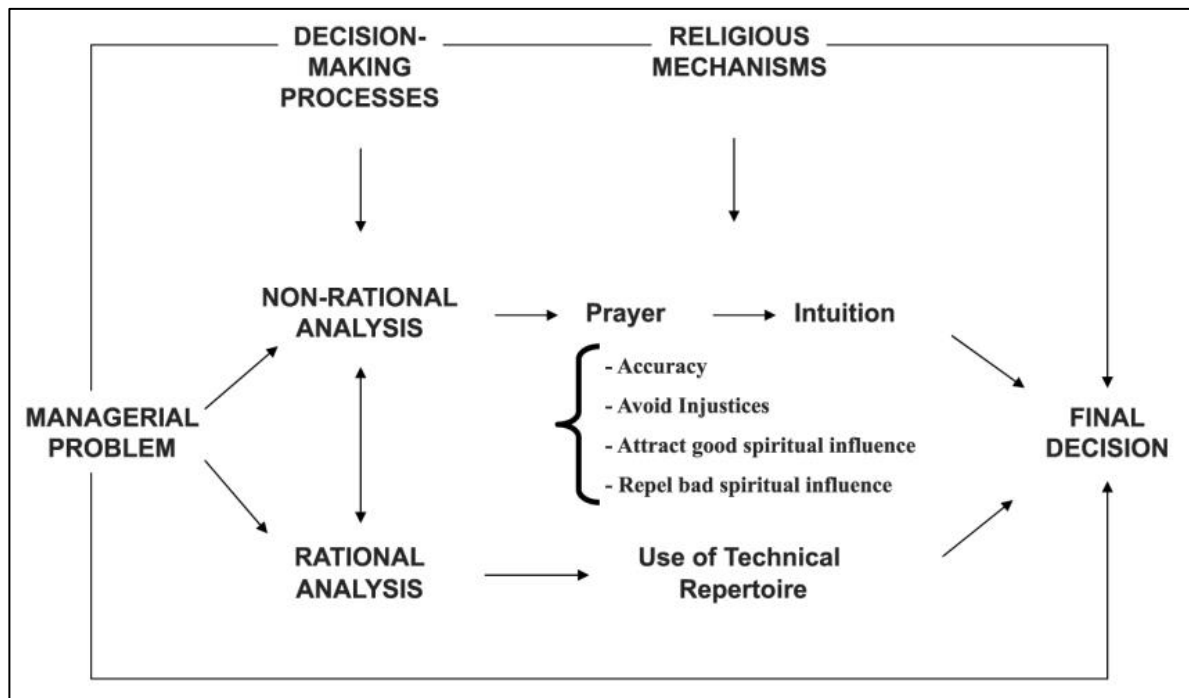 DECISION-
MAKING
PROCESSES
RELIGIOUS
MECHANISMS
NON-RATIONAL
ANALYSIS
Prayer
Intuition
- Accuracy
- Avoid Injustices
- Attract good spiritual influence
- Repel bad spiritual influence
MANAGERIAL
PROBLEM
FINAL
DECISION
RATIONAL
ANALYSIS
Use of Technical
Repertoire